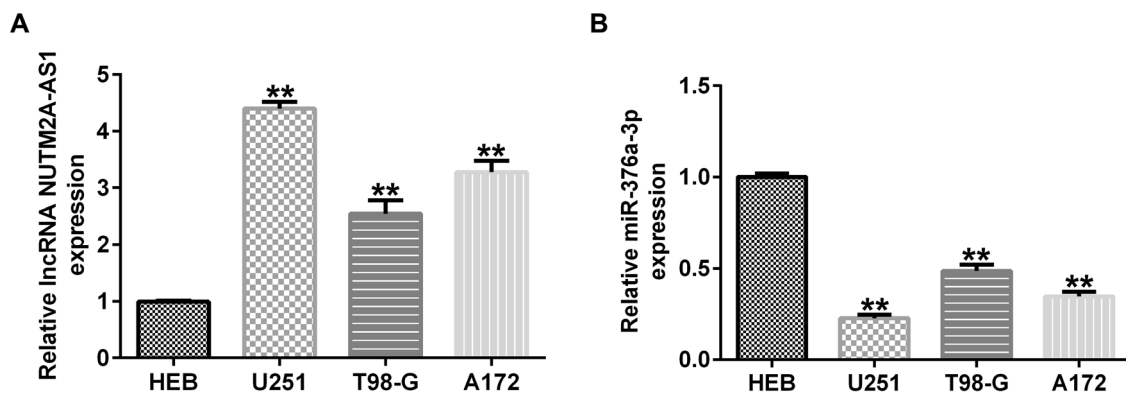 A
Relative lncRNA NUTM2A-AS1
expression
5
4
3
2
1
0
**
**
**
HEB U251 T98-G A172
B
Relative miR-376a-3p
expression
1.5
1.0
0.5
0.0
**
**
**
HEB U251 T98-G A172